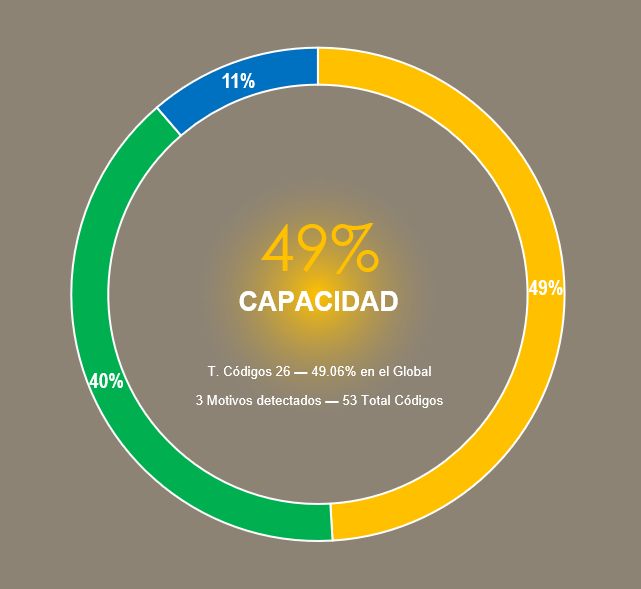 11%
49%
CAPACIDAD
49%
T. Códigos 26 — 49.06% en el Global
40%
3 Motivos detectados — 53 Total Códigos